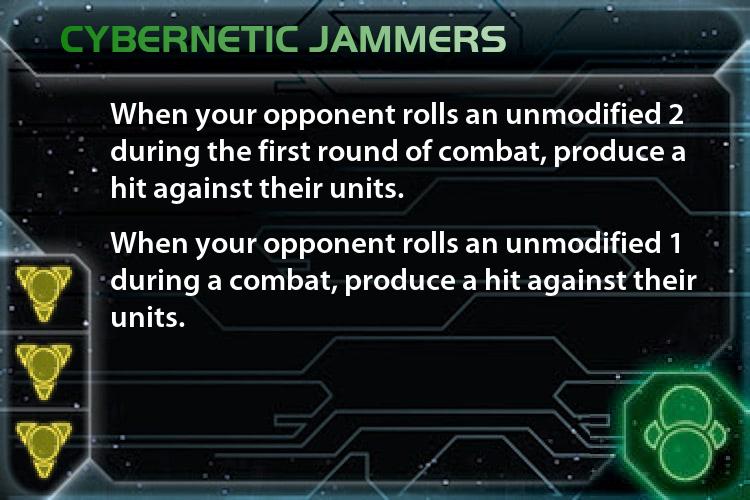 CYBERNETIC JAMMERS
When your opponent rolls an unmodified 2
during the first round of combat, produce a
hit against their units.
When your opponent rolls an unmodified 1
during a combat, produce a hit against their
units.